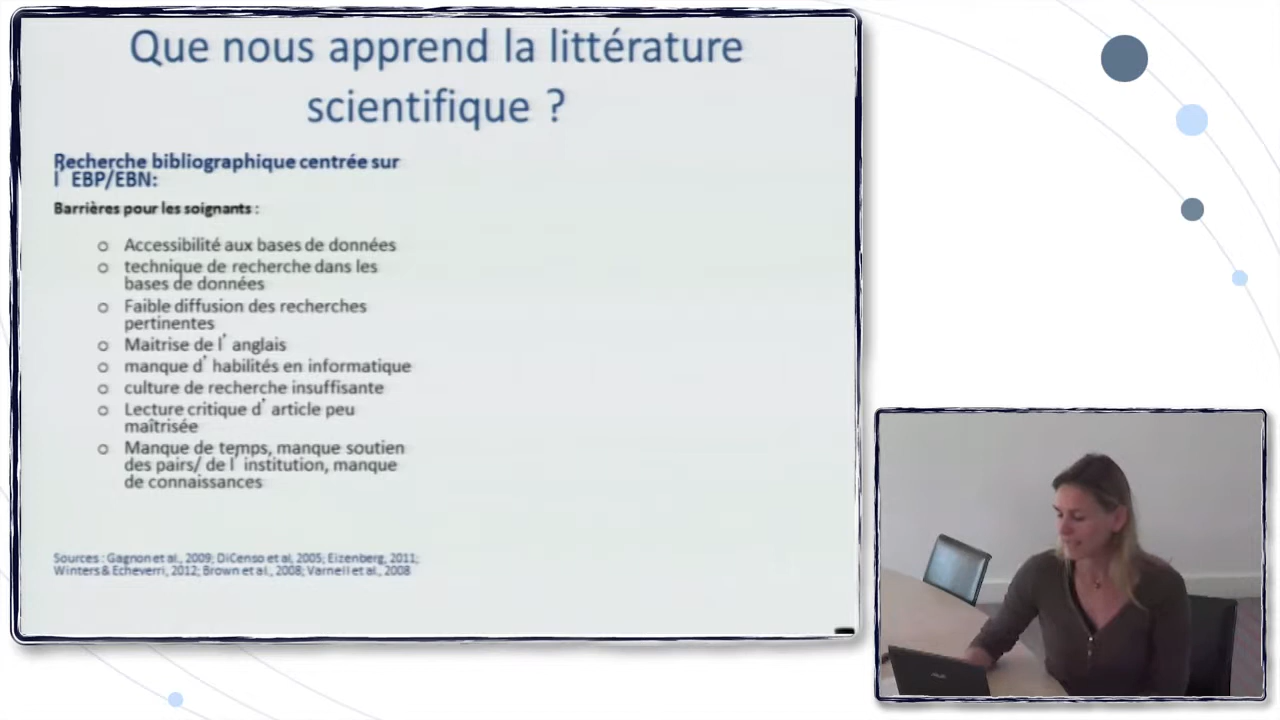 Que nous apprend la littérature
scientifique ?
Recherche bibliographique centrée sur
l' EBP/EBN:
Barrières pour les soignants :
o Accessibilité aux bases de données
o technique de recherche dans les
bases de données
o Faible diffusion des recherches
pertinentes
o Maitrise de l' anglais
o manque d' habilités en informatique
o culture de recherche insuffisante
o Lecture critique d' article peu
maîtrisée
o Manque de temps, manque soutien
des pairs/ de l' institution, manque
de connaissances
Sources : Gagnon et al., 2009; DiCenso et al, 2005; Eizenberg, 2011;
Winters & Echeverri, 2012; Brown et al., 2008; Varnell et al., 2008